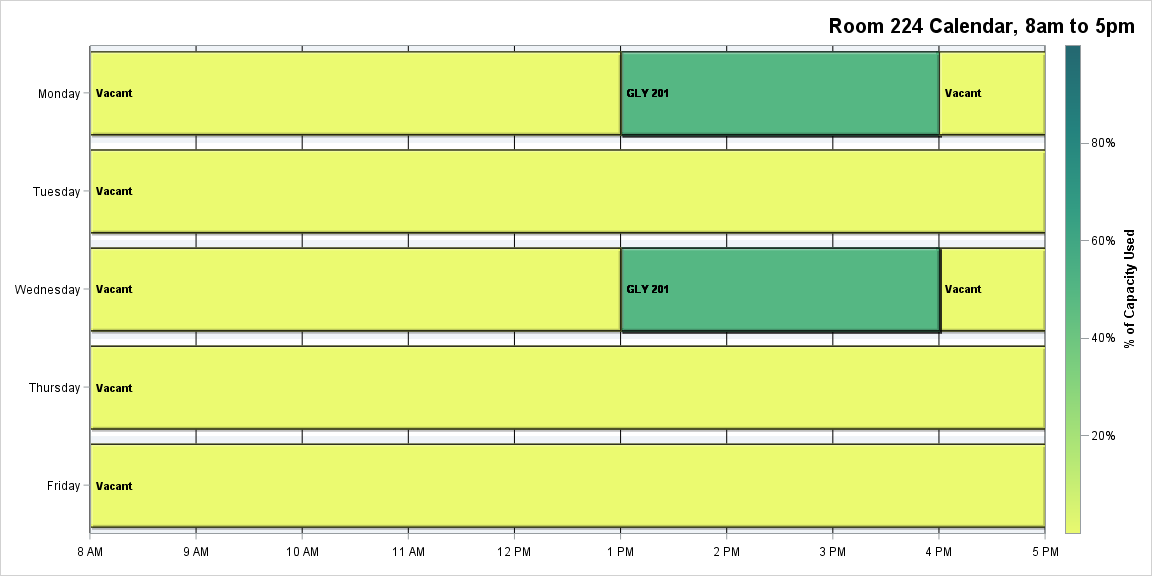 Room 224 Calendar, 8am to 5pm
Monday
Vacant
GLY 201
Vacant
Tuesday
Vacant
Wednesday
Vacant
GLY 201
Vacant
Thursday
Vacant
Friday
Vacant
8 AM
9 AM
10 AM
11 AM
12 PM
1 PM
2 PM
3 PM
4 PM
5 PM
80%
60%
40%
20%
% of Capacity Used